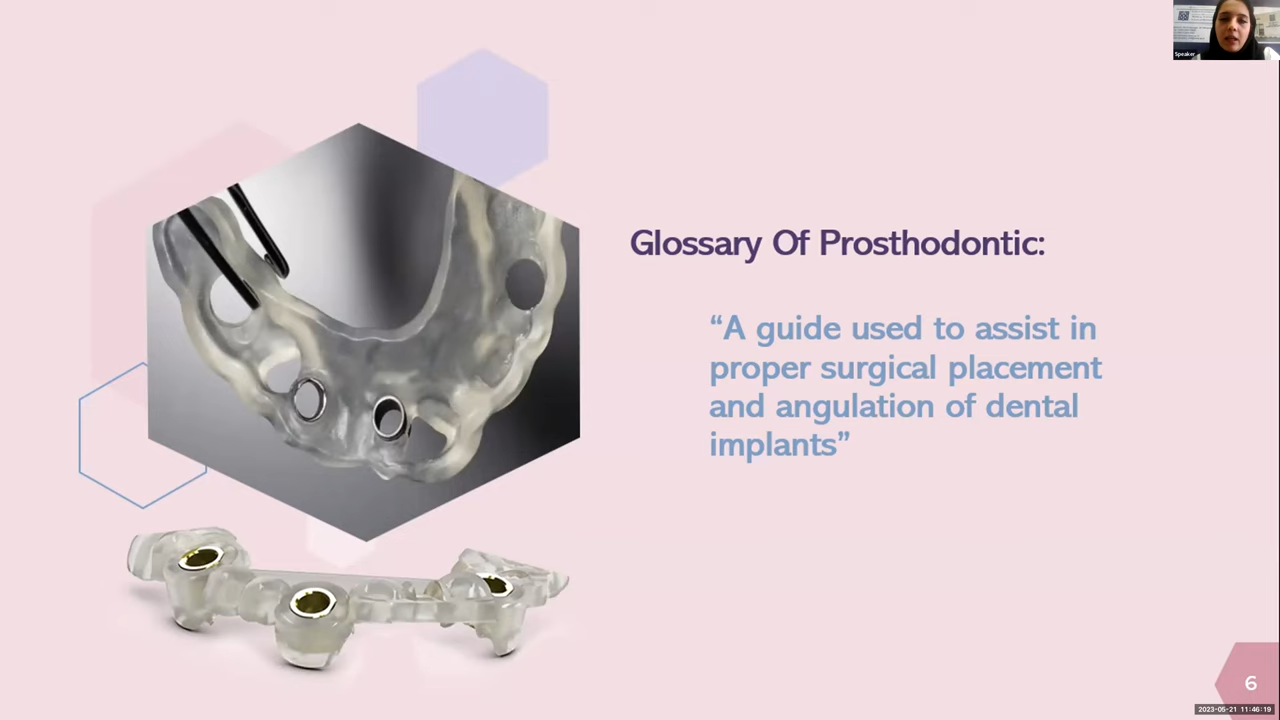 Speaker
Glossary Of Prosthodontic:
“A guide used to assist in
proper surgical placement
and angulation of dental
implants”
6
2023-05-21 11:46:19